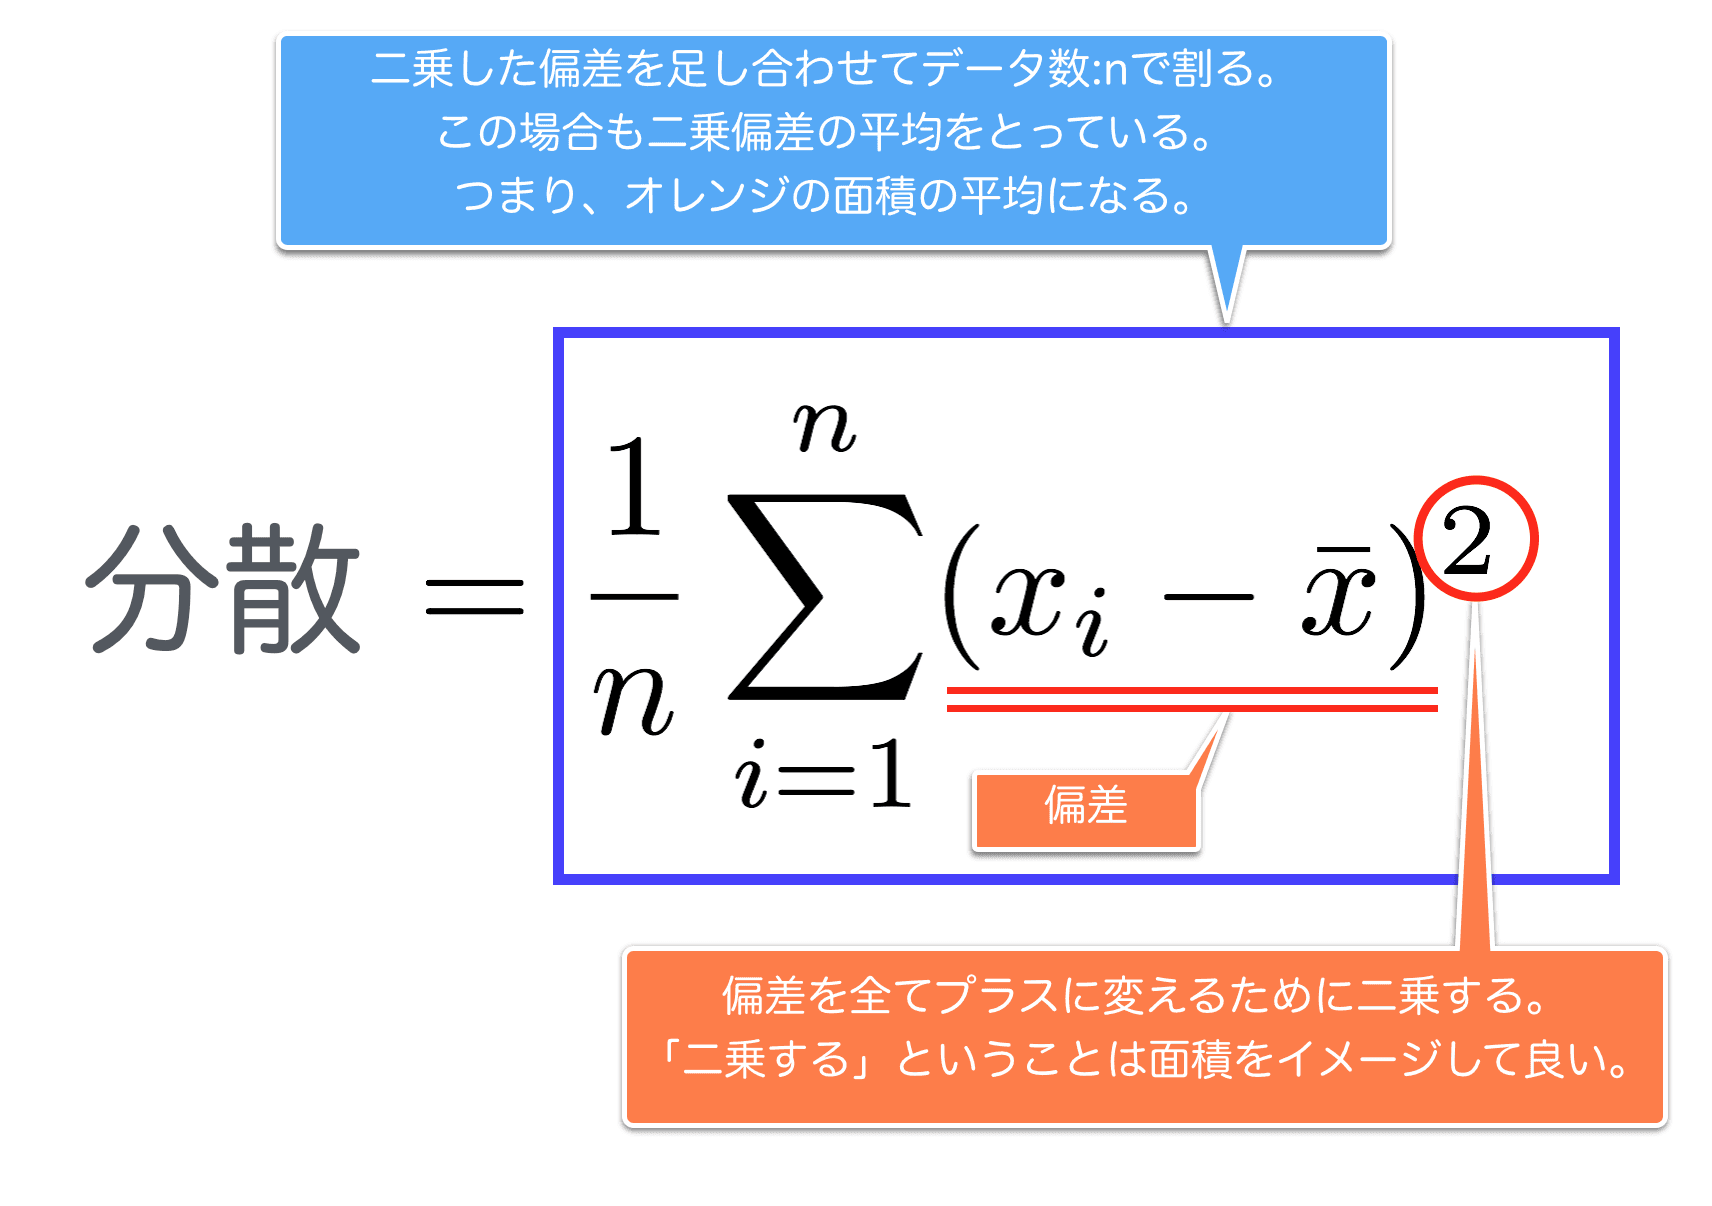 二乗した偏差を足し合わせてデータ数:nで割る。
この場合も二乗偏差の平均をとっている。
つまり、オレンジの面積の平均になる。
分散 = \frac{1}{n} \sum_{i=1}^{n} (x_i - \bar{x})^2
偏差
偏差を全てプラスに変えるために二乗する。
「二乗する」ということは面積をイメージして良い。